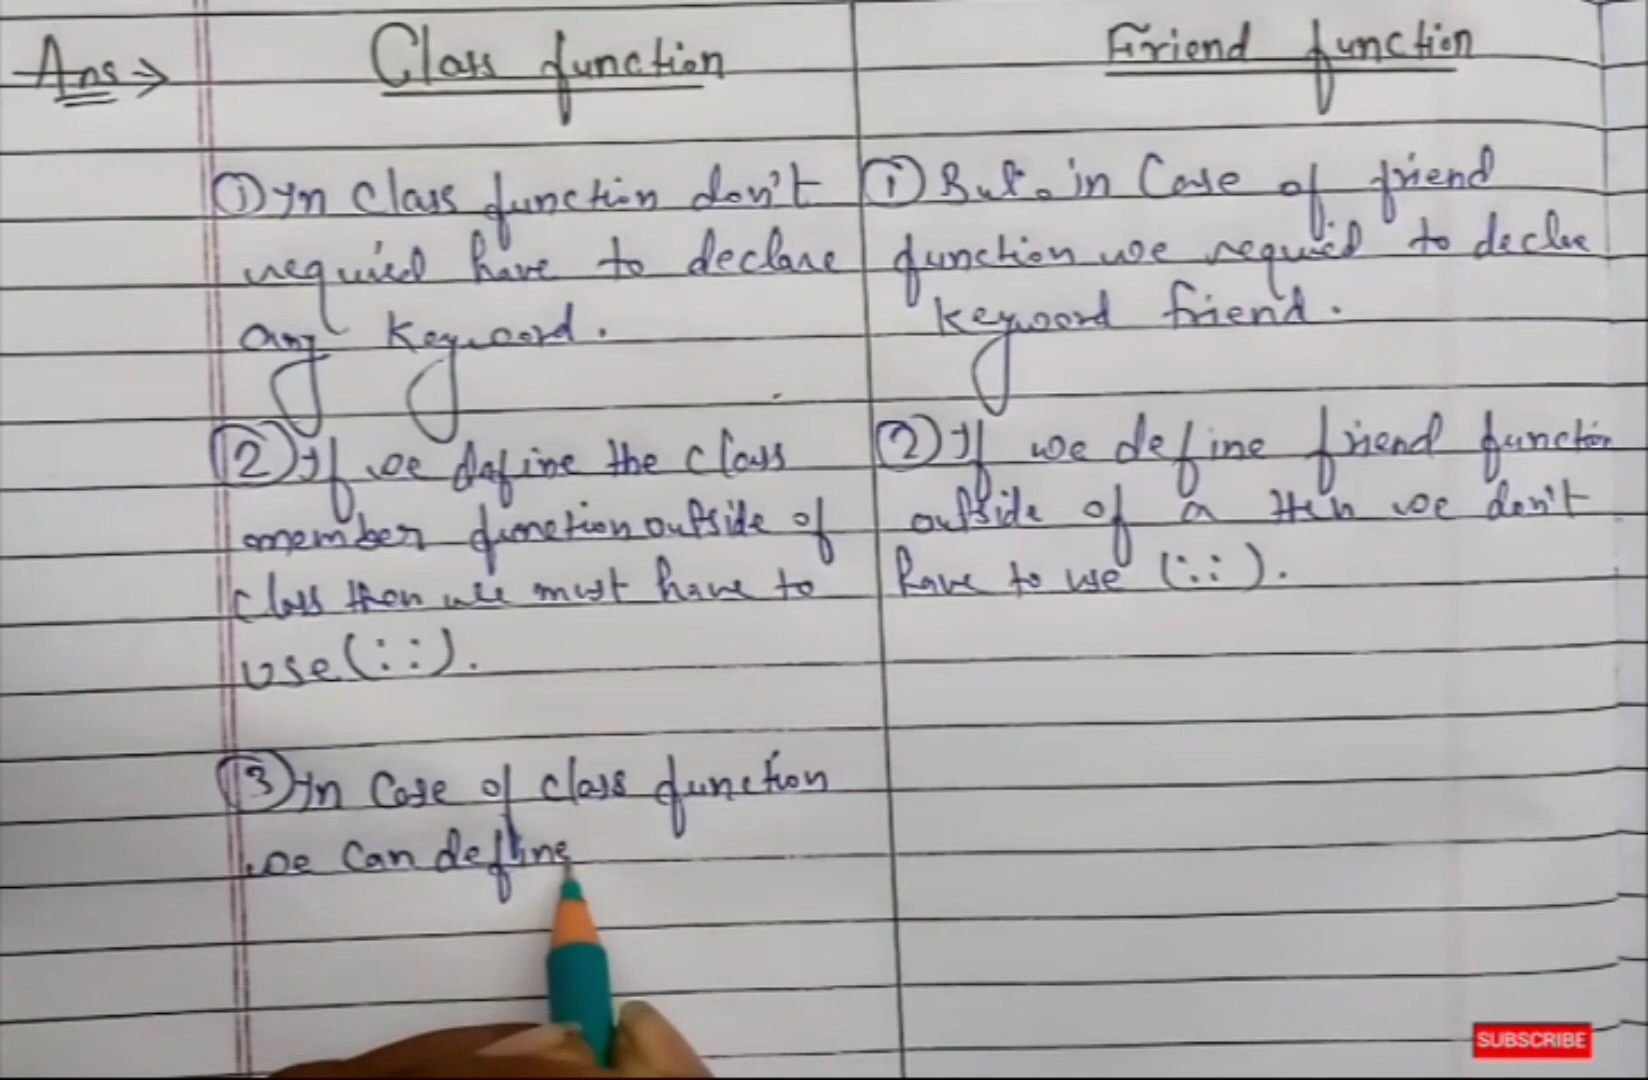 Ans →
Class function
① In Class function don't
required have to declare
any keyword.
② If we define the class
member function outside of
class then we must have to
use (::).
③ In Case of class function
we can define
Friend function
① But in Case of friend
function we required to declae
keyword friend.
② If we define friend function
outside of a we don't
have to use (::).
SUBSCRIBE